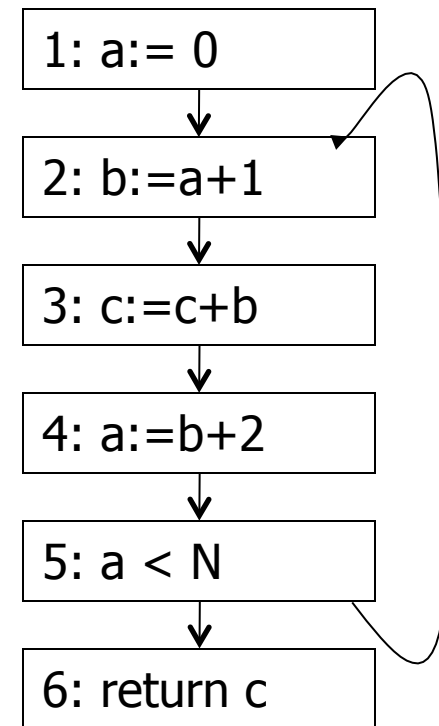 1: a:= 0
2: b:=a+1
3: c:=c+b
4: a:=b+2
5: a < N
6: return c